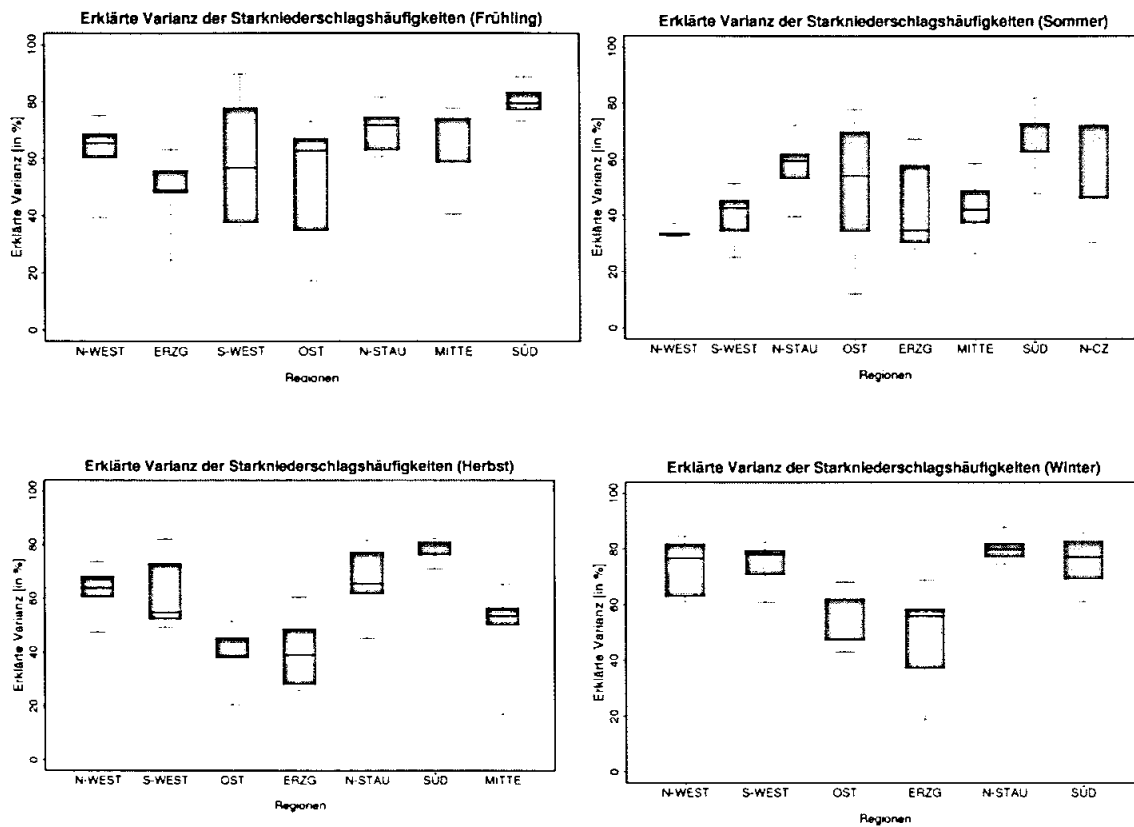 Erklärte Varianz der Starkniederschlagshäufigkeiten (Frühling)
Erklärte Varianz [in %]
100
80
60
40
20
0
N-WEST ERZG S-WEST OST N-STAU MITTE SÜD
Regionen
Erklärte Varianz der Starkniederschlagshäufigkeiten (Sommer)
Erklärte Varianz [in %]
100
80
60
40
20
0
N-WEST S-WEST N-STAU OST ERZG MITTE SÜD N-CZ
Regionen
Erklärte Varianz der Starkniederschlagshäufigkeiten (Herbst)
Erklärte Varianz [in %]
100
80
60
40
20
0
N-WEST S-WEST OST ERZG N-STAU SÜD MITTE
Regionen
Erklärte Varianz der Starkniederschlagshäufigkeiten (Winter)
Erklärte Varianz [in %]
100
80
60
40
20
0
N-WEST S-WEST OST ERZG N-STAU SÜD
Regionen